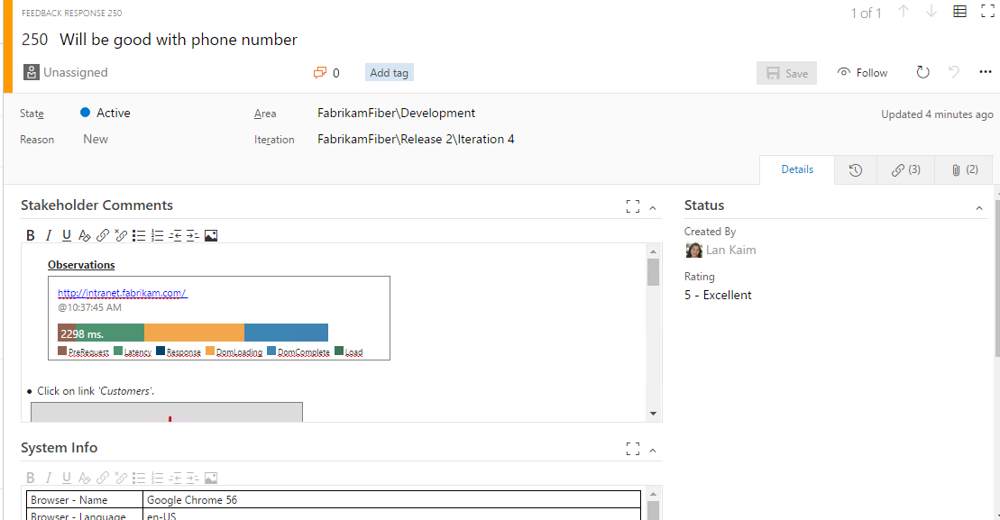 FEEDBACK RESPONSE 250
1 of 1
250 Will be good with phone number
Unassigned
0
Add tag
Save
Follow
State
Active
Area
FabrikamFiber\Development
Updated 4 minutes ago
Reason
New
Iteration
FabrikamFiber\Release 2\Iteration 4
Details
(3)
(2)
Stakeholder Comments
B I U
Observations
http://intranet.fabrikam.com/
@10:37:45 AM
2298 ms.
PreRequest Latency Response DomLoading DomComplete Load
• Click on link 'Customers'.
Status
Created By
Lan Kaim
Rating
5 - Excellent
System Info
B I U
Browser - Name Google Chrome 56
Browser - Language en-US